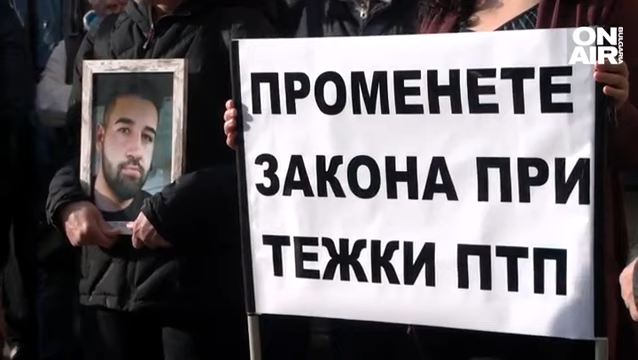 ПРОМЕНЕТЕ
ЗАКОНА ПРИ
ТЕЖКИ ПТП
ON
AIR
BULGARIA